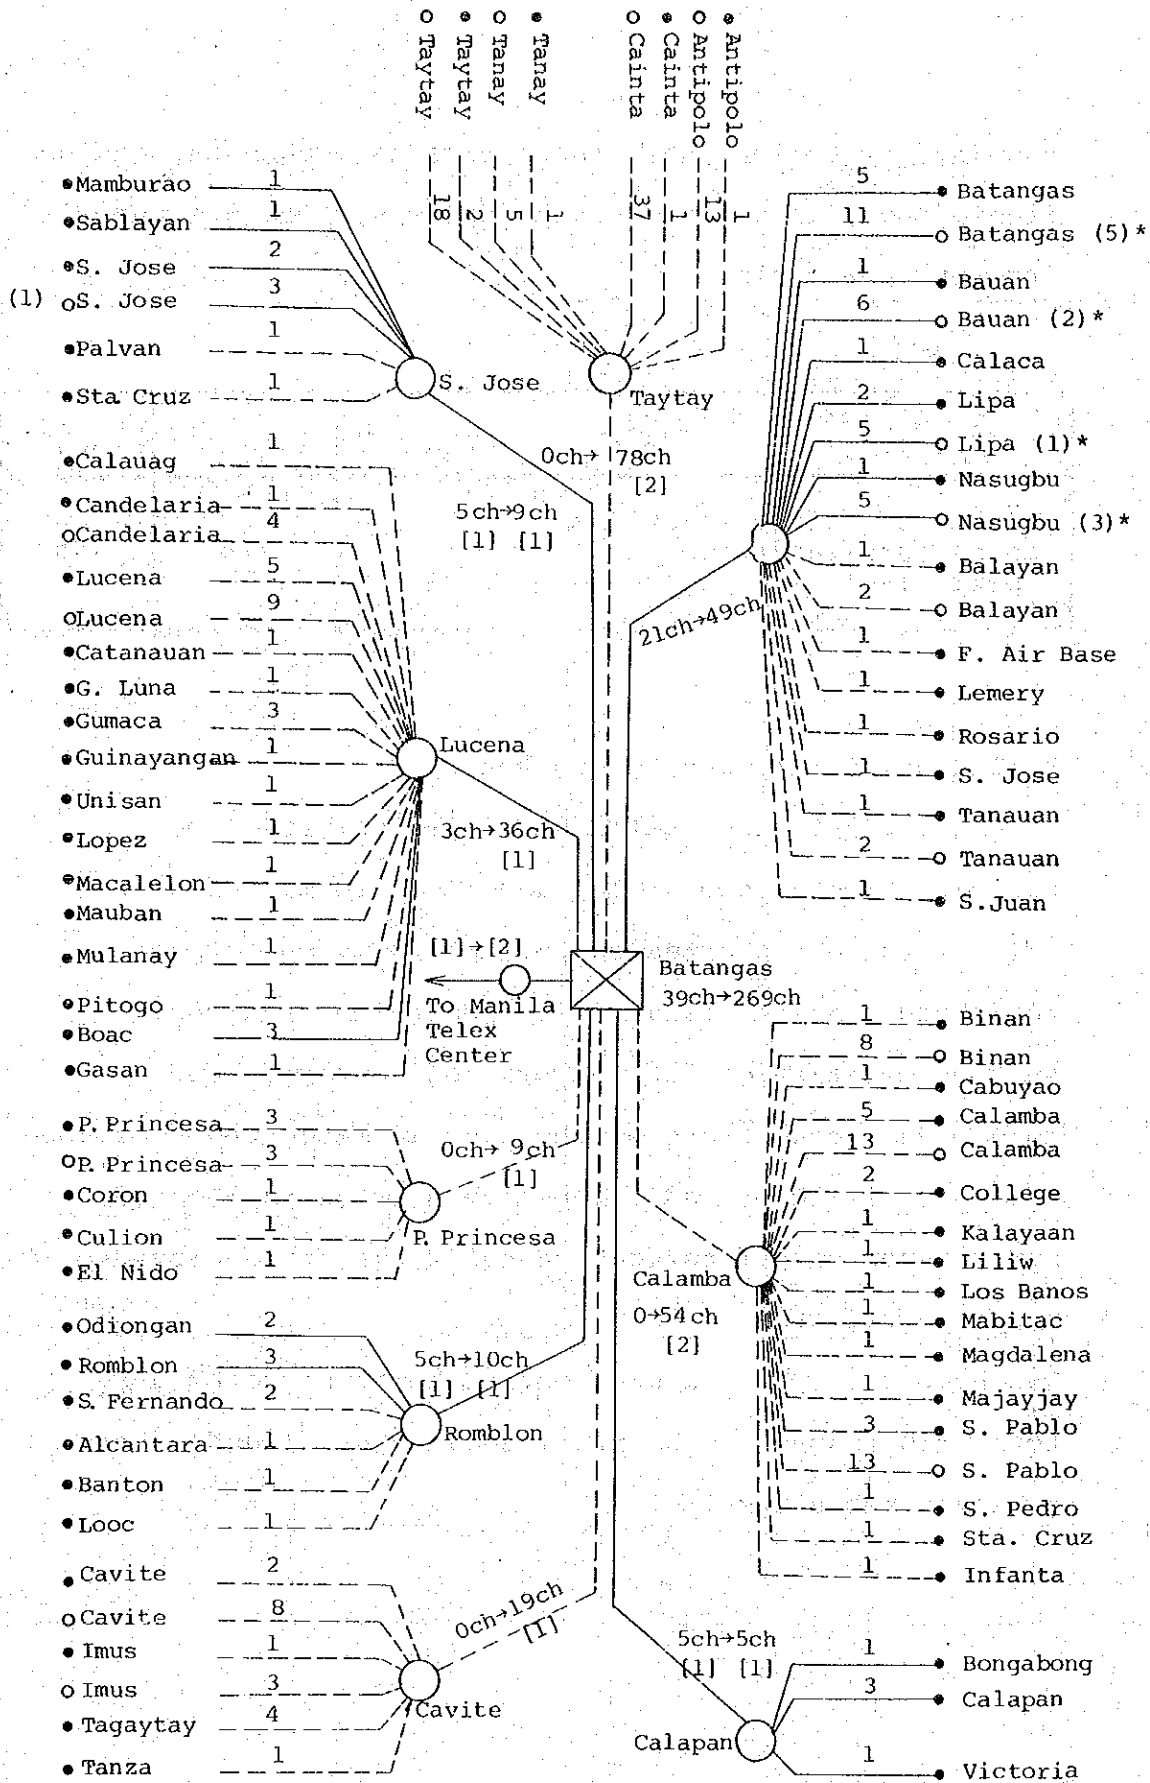 ○ Taytay
● Taytay
○ Tanay
● Tanay
○ Cainta
● Cainta
○ Antipolo
● Antipolo
18
2
5
1
37
1
13
1
Taytay
0ch→ 78ch
[2]
●Mamburao 1
●Sablayan 1
●S. Jose 2
(1) ○S. Jose 3
●Palvan 1
●Sta Cruz 1
S. Jose
5ch→9ch
[1] [1]
●Calauag 1
●Candelaria 1
○Candelaria 4
●Lucena 5
○Lucena 9
●Catanauan 1
●G. Luna 1
●Gumaca 3
●Guinayangan 1
●Unisan 1
●Lopez 1
●Macalelon 1
●Mauban 1
●Mulanay 1
●Pitogo 1
●Boac 3
●Gasan 1
Lucena
3ch→36ch
[1]
[1]→[2]
To Manila
Telex
Center
Batangas
39ch→269ch
●P. Princesa 3
○P. Princesa 3
●Coron 1
●Culion 1
●El Nido 1
P. Princesa
0ch→ 9ch
[1]
●Odiongan 2
●Romblon 3
●S. Fernando 2
●Alcantara 1
●Banton 1
●Looc 1
Romblon
5ch→10ch
[1] [1]
●Cavite 2
○Cavite 8
●Imus 1
○Imus 3
●Tagaytay 4
●Tanza 1
Cavite
0ch→19ch
[1]
5 ● Batangas
11 ○ Batangas (5)*
1 ● Bauan
6 ○ Bauan (2)*
1 ● Calaca
2 ● Lipa
5 ○ Lipa (1)*
1 ● Nasugbu
5 ○ Nasugbu (3)*
1 ● Balayan
2 ○ Balayan
1 ● F. Air Base
1 ● Lemery
1 ● Rosario
1 ● S. Jose
1 ● Tanauan
2 ○ Tanauan
1 ● S.Juan
21ch→49ch
1 ● Binan
8 ○ Binan
1 ● Cabuyao
5 ● Calamba
13 ○ Calamba
2 ● College
1 ● Kalayaan
1 ● Liliw
1 ● Los Banos
1 ● Mabitac
1 ● Magdalena
1 ● Majayjay
3 ● S. Pablo
13 ○ S. Pablo
1 ● S. Pedro
1 ● Sta. Cruz
1 ● Infanta
Calamba
0→54ch
[2]
5ch→5ch
[1] [1]
1 ● Bongabong
3 ● Calapan
1 ● Victoria
Calapan